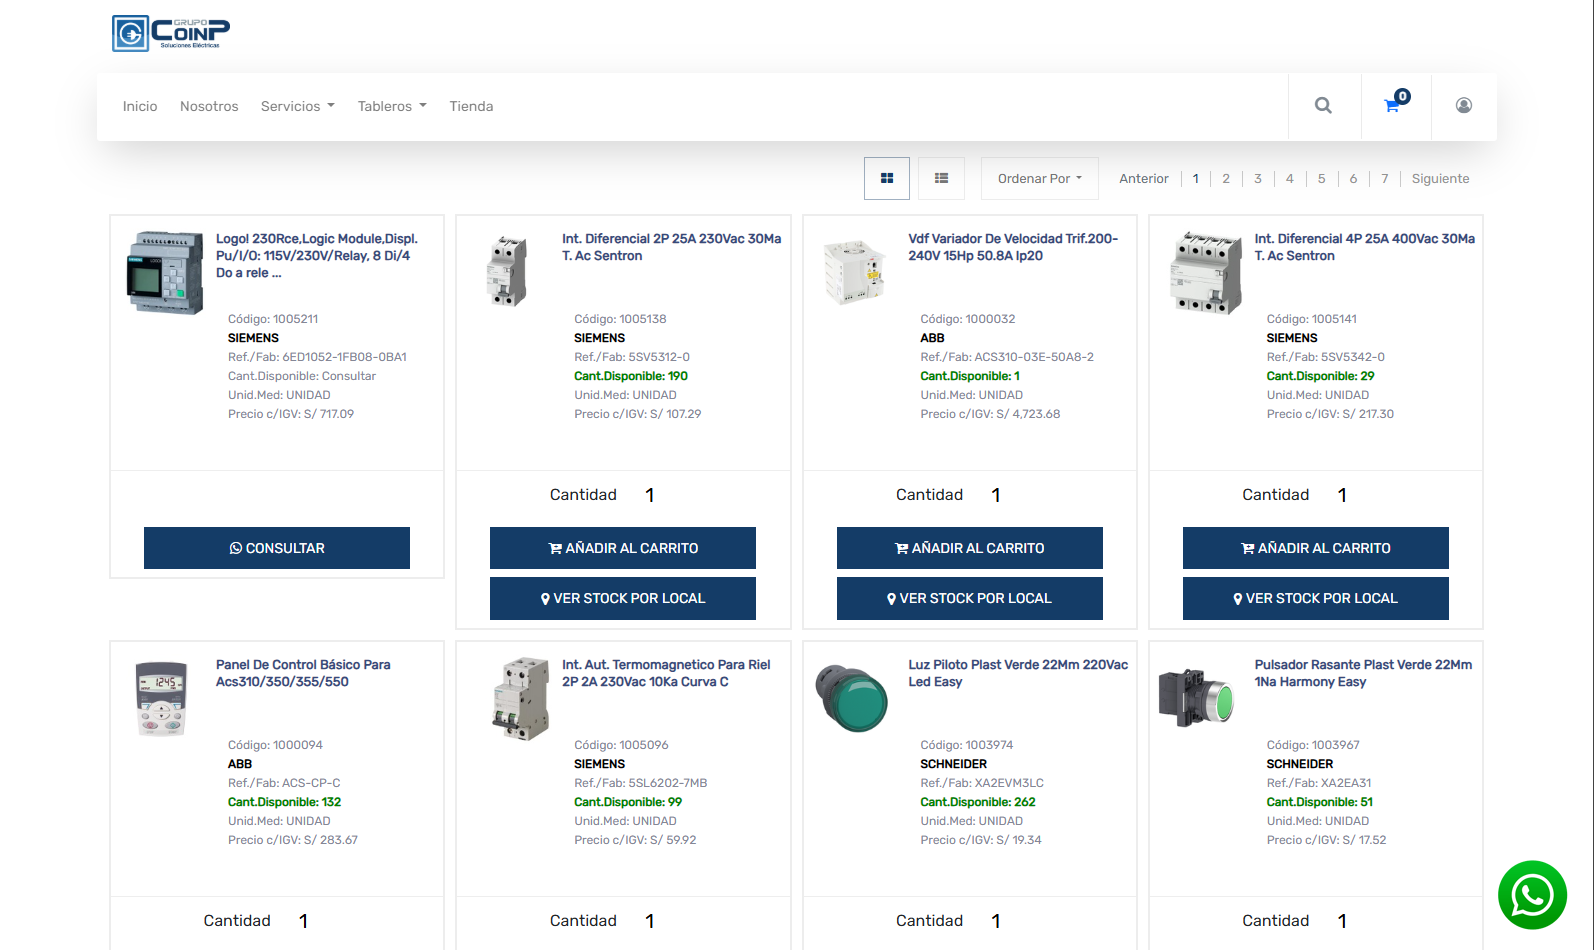 GRUPO
COINP
Soluciones Eléctricas
Inicio Nosotros Servicios Tableros Tienda
0
Ordenar Por Anterior 1 2 3 4 5 6 7 Siguiente
Logo! 230Rce,Logic Module,Displ.
Pu/I/O: 115V/230V/Relay, 8 Di/4
Do a rele ...
Código: 1005211
SIEMENS
Ref./Fab: 6ED1052-1FB08-0BA1
Cant.Disponible: Consultar
Unid.Med: UNIDAD
Precio c/IGV: S/ 717.09
CONSULTAR
Int. Diferencial 2P 25A 230Vac 30Ma
T. Ac Sentron
Código: 1005138
SIEMENS
Ref./Fab: 5SV5312-0
Cant.Disponible: 190
Unid.Med: UNIDAD
Precio c/IGV: S/ 107.29
Cantidad 1
AÑADIR AL CARRITO
VER STOCK POR LOCAL
Vdf Variador De Velocidad Trif.200-
240V 15Hp 50.8A Ip20
Código: 1000032
ABB
Ref./Fab: ACS310-03E-50A8-2
Cant.Disponible: 1
Unid.Med: UNIDAD
Precio c/IGV: S/ 4,723.68
Cantidad 1
AÑADIR AL CARRITO
VER STOCK POR LOCAL
Int. Diferencial 4P 25A 400Vac 30Ma
T. Ac Sentron
Código: 1005141
SIEMENS
Ref./Fab: 5SV5342-0
Cant.Disponible: 29
Unid.Med: UNIDAD
Precio c/IGV: S/ 217.30
Cantidad 1
AÑADIR AL CARRITO
VER STOCK POR LOCAL
1245
Panel De Control Básico Para
Acs310/350/355/550
Código: 1000094
ABB
Ref./Fab: ACS-CP-C
Cant.Disponible: 132
Unid.Med: UNIDAD
Precio c/IGV: S/ 283.67
Cantidad 1
Int. Aut. Termomagnetico Para Riel
2P 2A 230Vac 10Ka Curva C
Código: 1005096
SIEMENS
Ref./Fab: 5SL6202-7MB
Cant.Disponible: 99
Unid.Med: UNIDAD
Precio c/IGV: S/ 59.92
Cantidad 1
Luz Piloto Plast Verde 22Mm 220Vac
Led Easy
Código: 1003974
SCHNEIDER
Ref./Fab: XA2EVM3LC
Cant.Disponible: 262
Unid.Med: UNIDAD
Precio c/IGV: S/ 19.34
Cantidad 1
Pulsador Rasante Plast Verde 22Mm
1Na Harmony Easy
Código: 1003967
SCHNEIDER
Ref./Fab: XA2EA31
Cant.Disponible: 51
Unid.Med: UNIDAD
Precio c/IGV: S/ 17.52
Cantidad 1